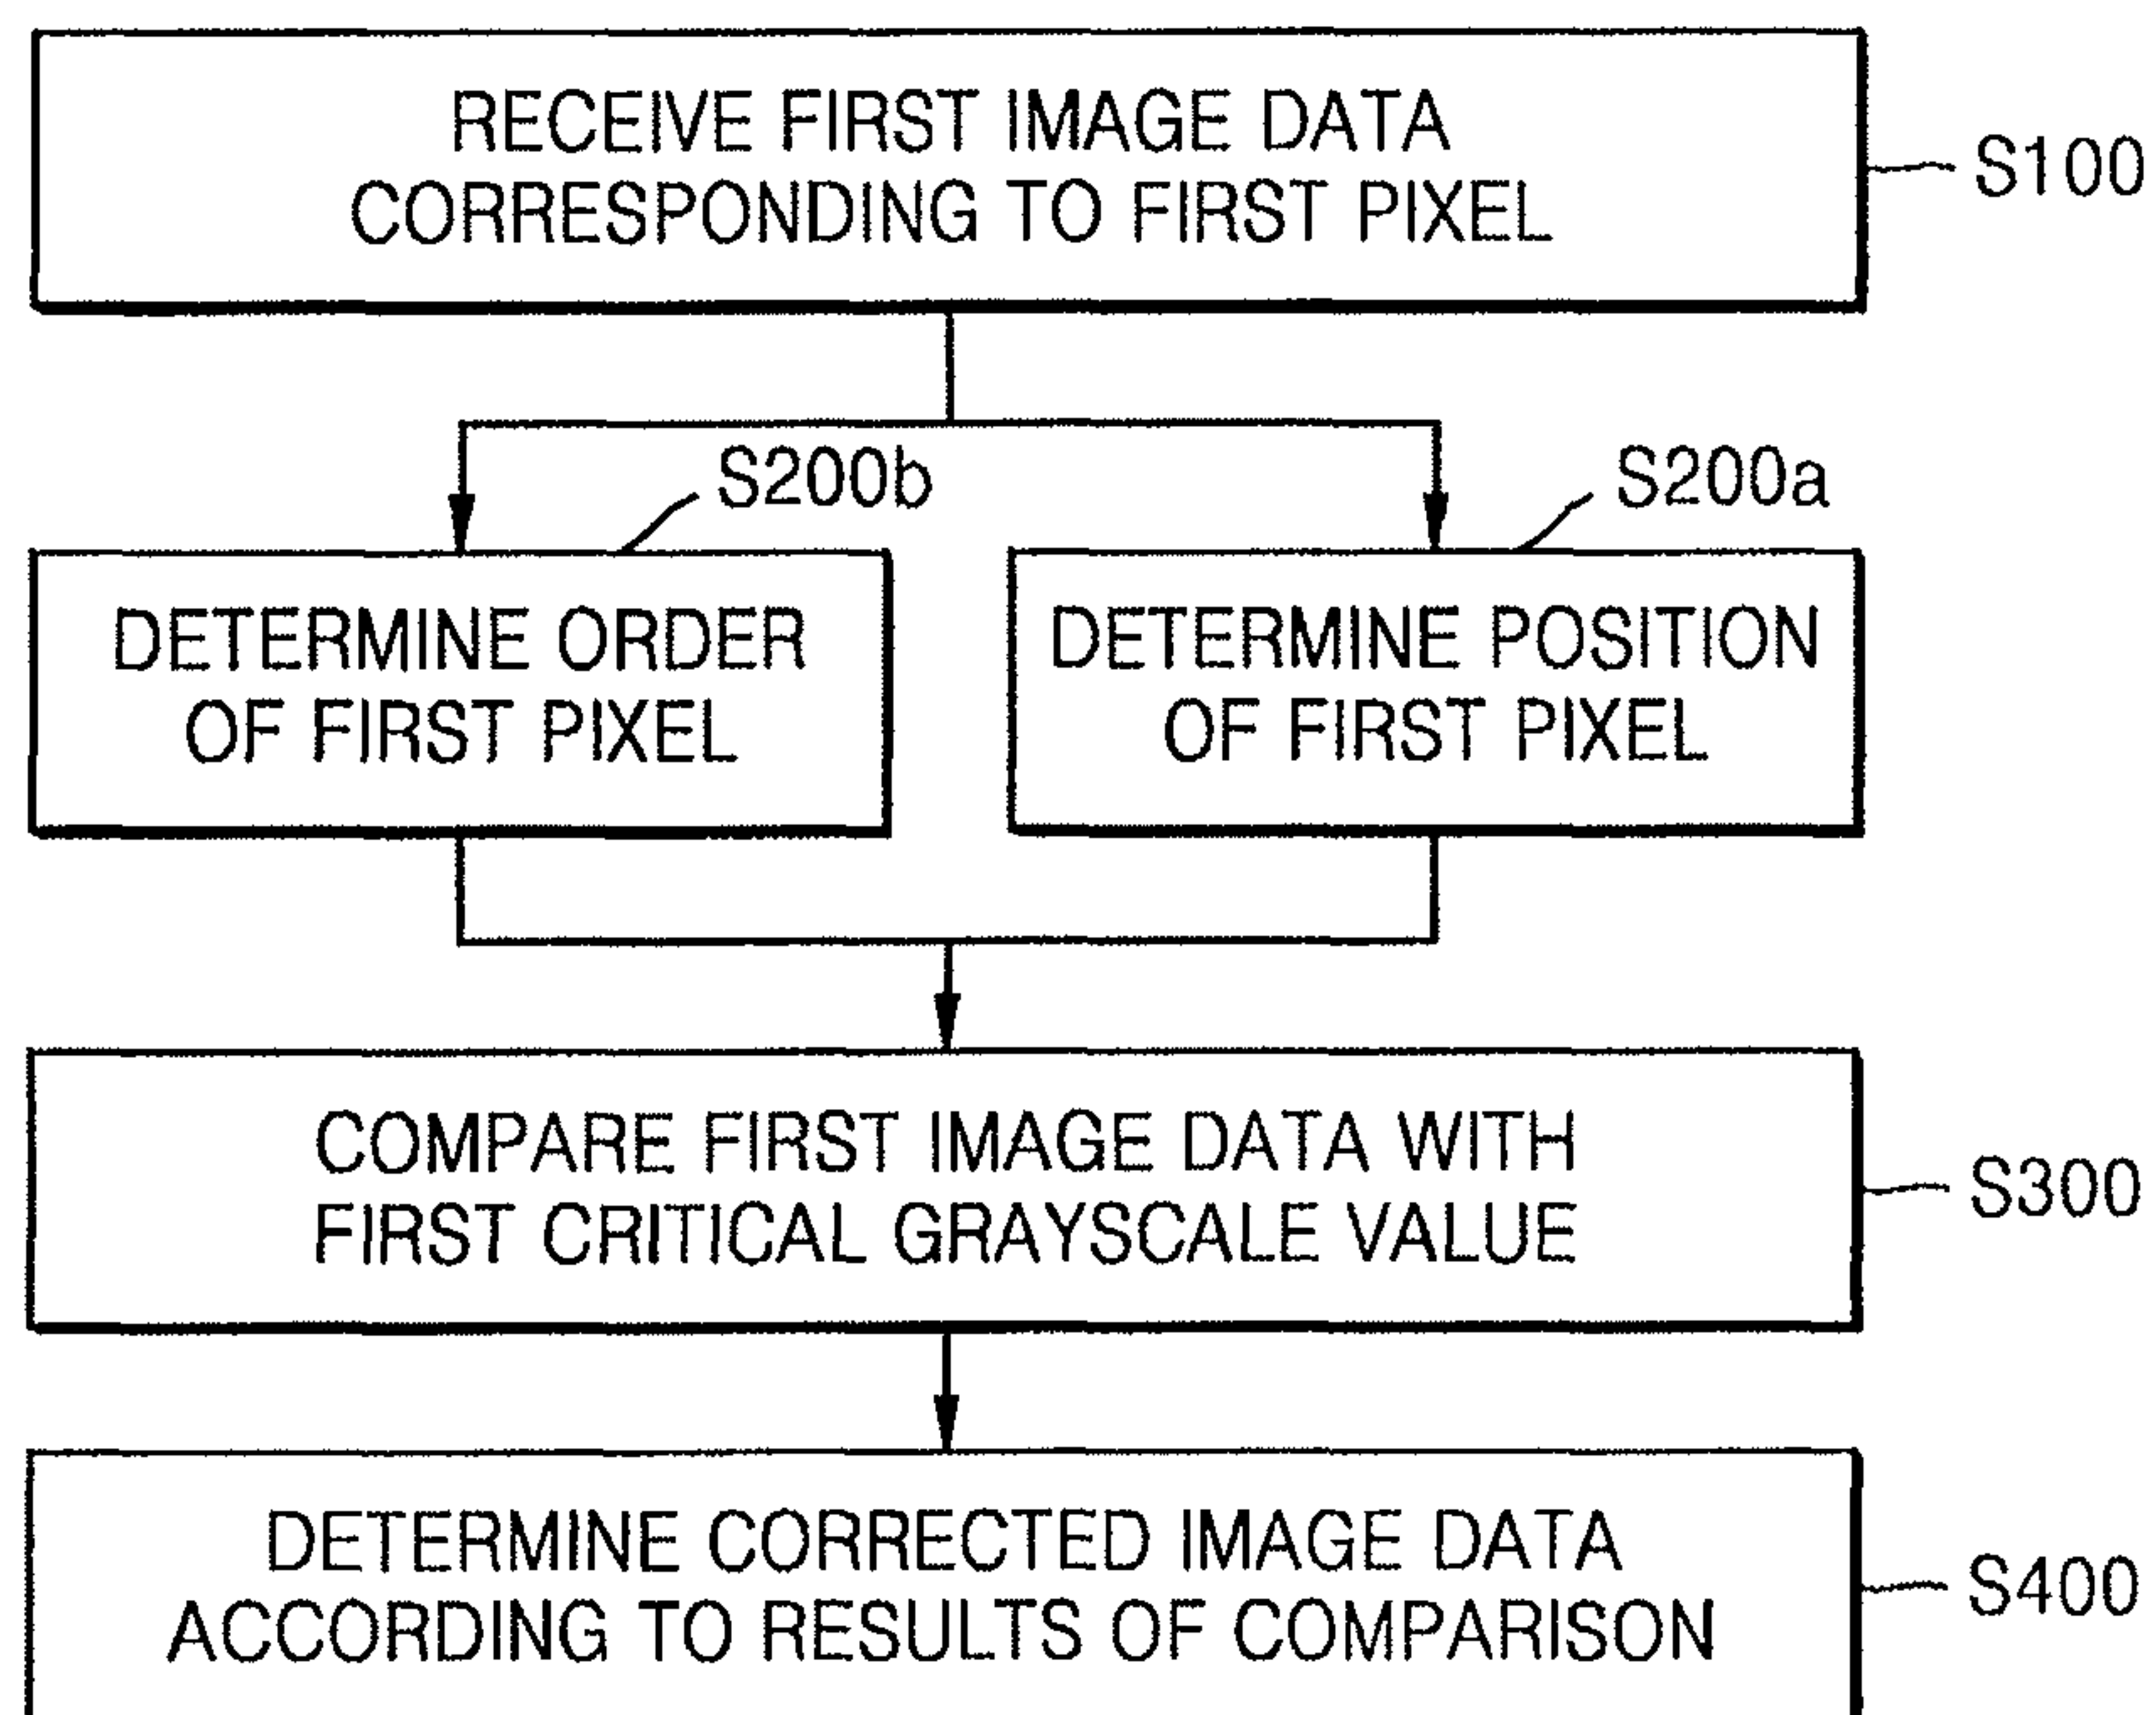 RECEIVE FIRST IMAGE DATA
CORRESPONDING TO FIRST PIXEL
S100
S200b
S200a
DETERMINE ORDER
OF FIRST PIXEL
DETERMINE POSITION
OF FIRST PIXEL
COMPARE FIRST IMAGE DATA WITH
FIRST CRITICAL GRAYSCALE VALUE
S300
DETERMINE CORRECTED IMAGE DATA
ACCORDING TO RESULTS OF COMPARISON
S400